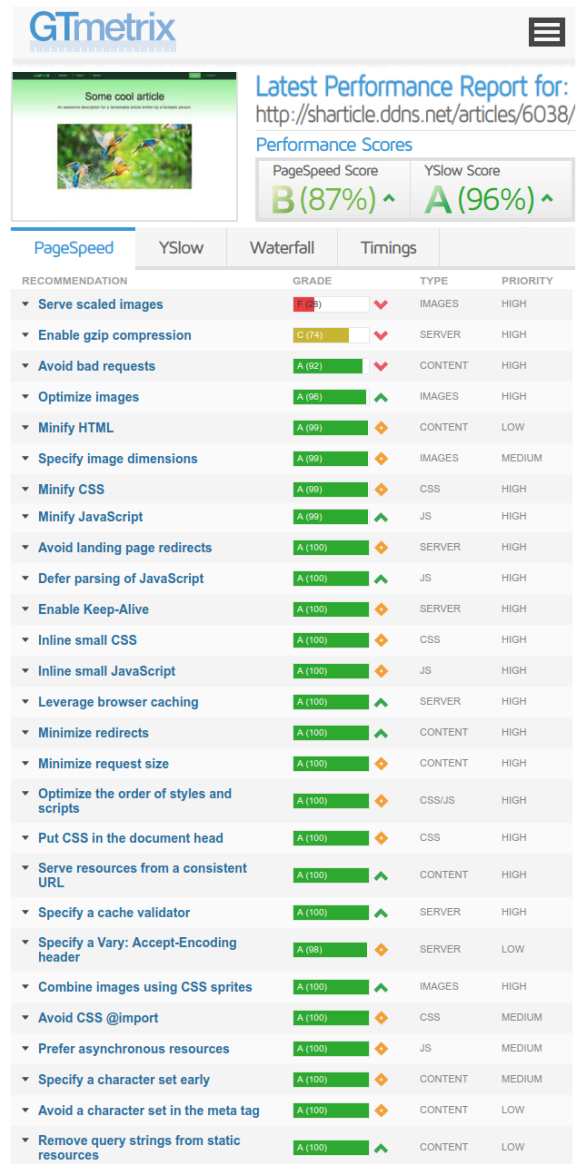 GTmetrix
Some cool article
An awesome description for a remarkable article written by a fantastic person.
Latest Performance Report for:
http://sharticle.ddns.net/articles/6038/
Performance Scores
PageSpeed Score YSlow Score
B (87%) A (96%)
PageSpeed YSlow Waterfall Timings
RECOMMENDATION GRADE TYPE PRIORITY
Serve scaled images F (28) IMAGES HIGH
Enable gzip compression C (74) SERVER HIGH
Avoid bad requests A (92) CONTENT HIGH
Optimize images A (96) IMAGES HIGH
Minify HTML A (99) CONTENT LOW
Specify image dimensions A (99) IMAGES MEDIUM
Minify CSS A (99) CSS HIGH
Minify JavaScript A (99) JS HIGH
Avoid landing page redirects A (100) SERVER HIGH
Defer parsing of JavaScript A (100) JS HIGH
Enable Keep-Alive A (100) SERVER HIGH
Inline small CSS A (100) CSS HIGH
Inline small JavaScript A (100) JS HIGH
Leverage browser caching A (100) SERVER HIGH
Minimize redirects A (100) CONTENT HIGH
Minimize request size A (100) CONTENT HIGH
Optimize the order of styles and
scripts A (100) CSS/JS HIGH
Put CSS in the document head A (100) CSS HIGH
Serve resources from a consistent
URL A (100) CONTENT HIGH
Specify a cache validator A (100) SERVER HIGH
Specify a Vary: Accept-Encoding
header A (98) SERVER LOW
Combine images using CSS sprites A (100) IMAGES HIGH
Avoid CSS @import A (100) CSS MEDIUM
Prefer asynchronous resources A (100) JS MEDIUM
Specify a character set early A (100) CONTENT MEDIUM
Avoid a character set in the meta tag A (100) CONTENT LOW
Remove query strings from static
resources A (100) CONTENT LOW